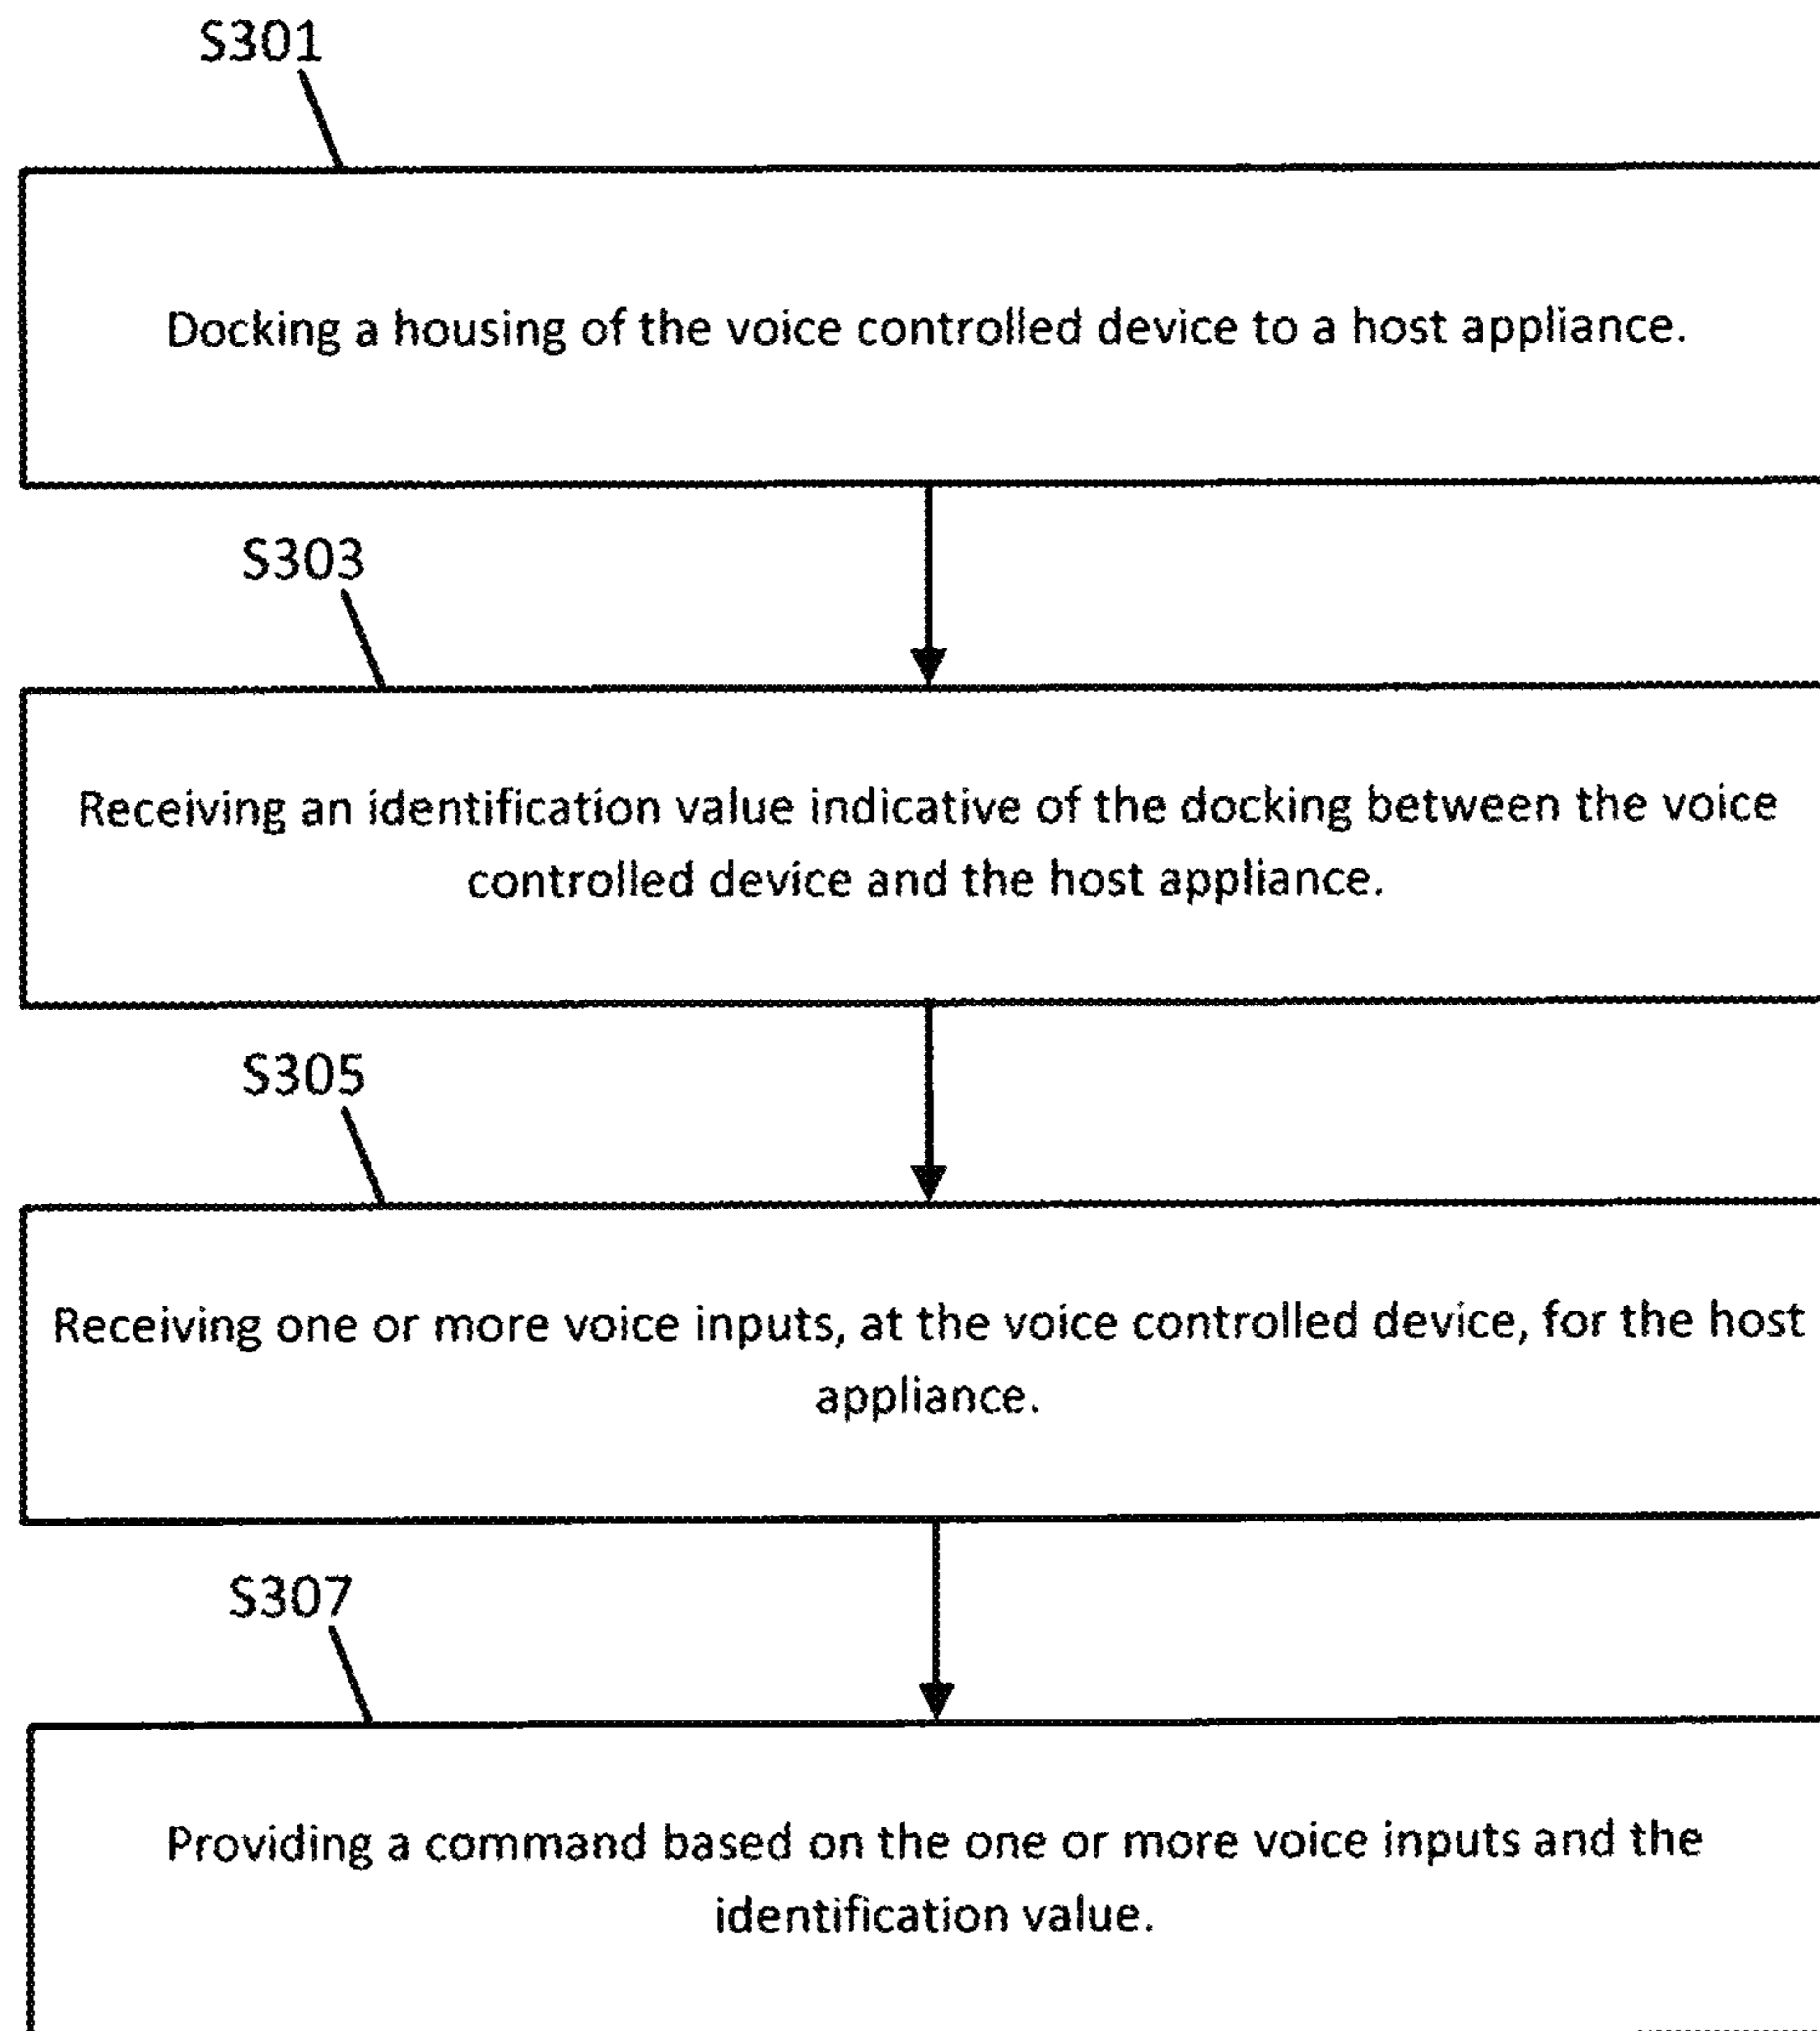 S301
Docking a housing of the voice controlled device to a host appliance.
S303
Receiving an identification value indicative of the docking between the voice
controlled device and the host appliance.
S305
Receiving one or more voice inputs, at the voice controlled device, for the host
appliance.
S307
Providing a command based on the one or more voice inputs and the
identification value.